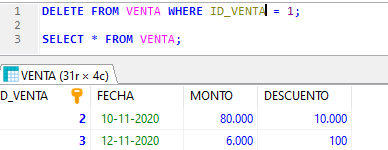 1 DELETE FROM VENTA WHERE ID_VENTA = 1;
2
3 SELECT * FROM VENTA;
VENTA (31r × 4c)
D_VENTA FECHA MONTO DESCUENTO
2 10-11-2020 80.000 10.000
3 12-11-2020 6.000 100